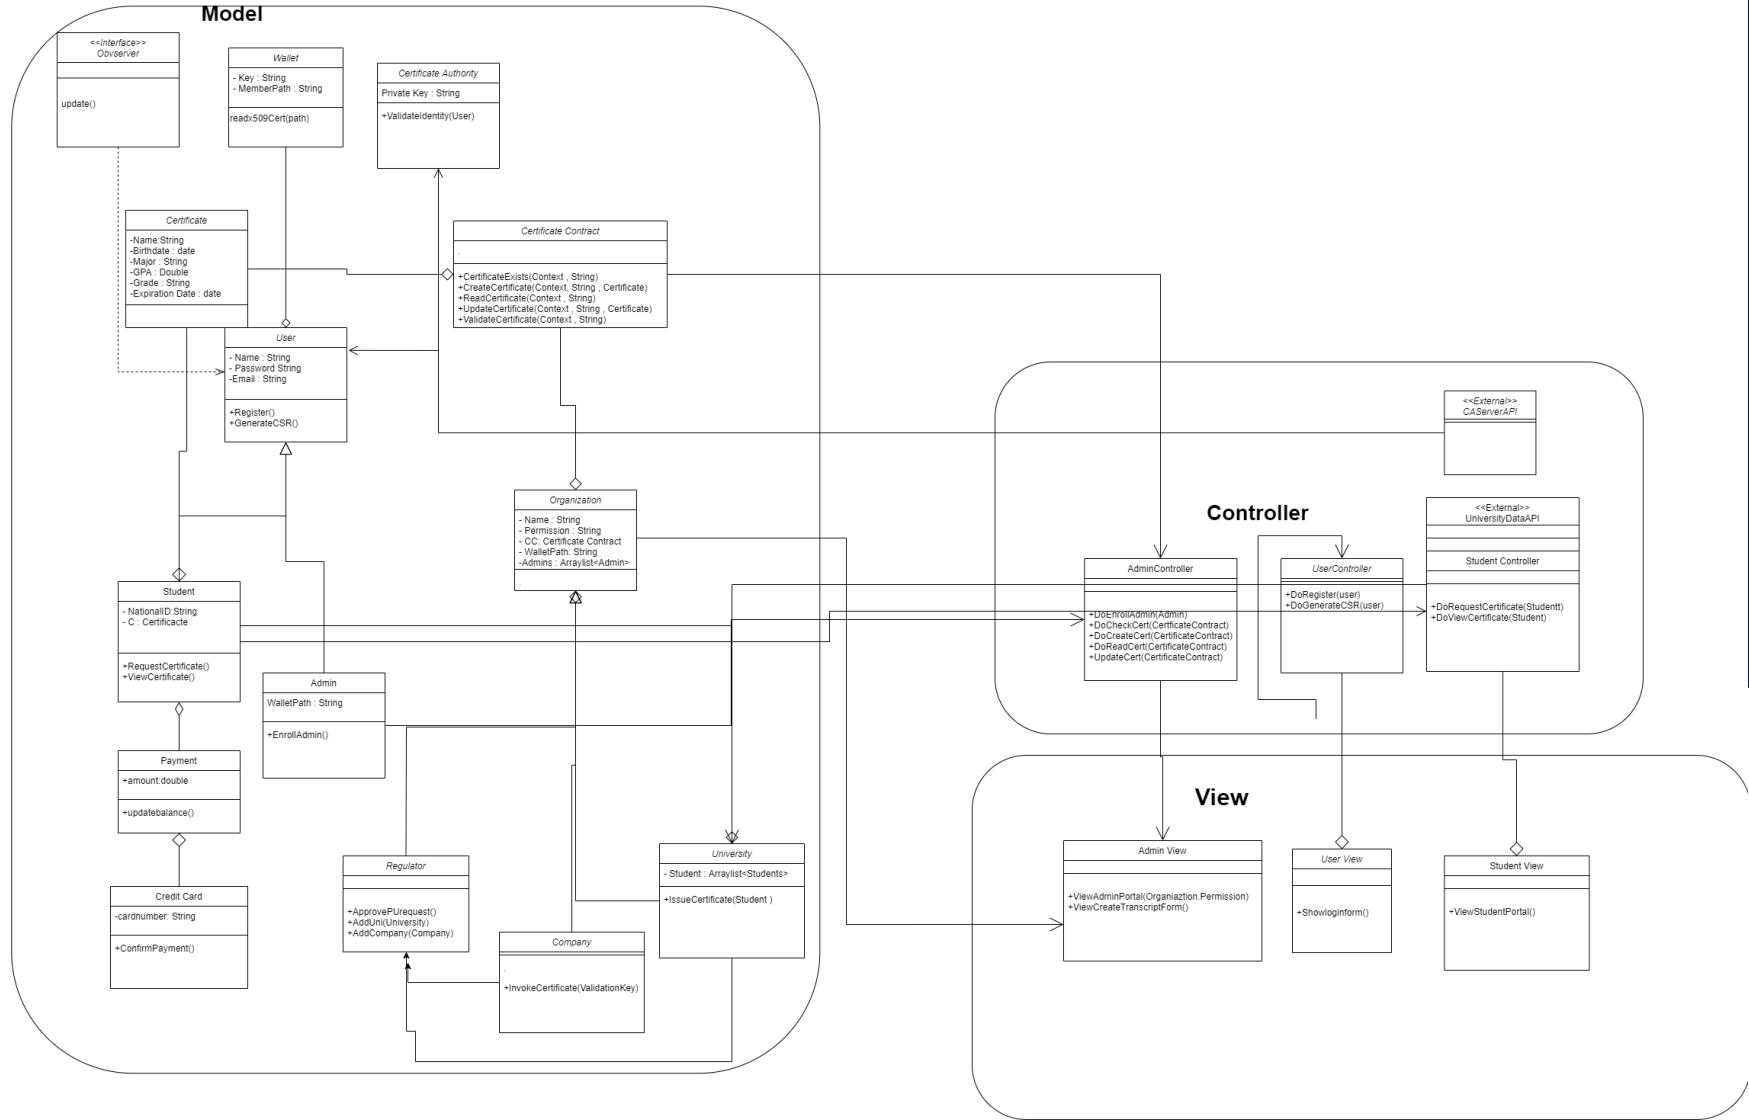 Model
<<Interface>>
Obvserver
update()
Wallet
- Key : String
- MemberPath : String
readx509Cert(path)
Certificate Authority
Private Key : String
+ValidateIdentity(User)
Certificate
-Name:String
-Birthdate : date
-Major : String
-GPA : Double
-Grade : String
-Expiration Date : date
Certificate Contract
.
+CertificateExists(Context , String)
+CreateCertificate(Context, String , Certificate)
+ReadCertificate(Context , String)
+UpdateCertificate(Context , String , Certificate)
+ValidateCertificate(Context , String)
User
- Name : String
- Password String
-Email : String
+Register()
+GenerateCSR()
Organization
- Name : String
- Permission : String
- CC: Certificate Contract
- WalletPath: String
-Admins : Arraylist<Admin>
.
Student
- NationalID:String
- C : Certificacte
+RequestCertificate()
+ViewCertificate()
Admin
WalletPath : String
+EnrollAdmin()
Payment
+amount:double
+updatebalance()
Credit Card
-cardnumber: String
+ConfirmPayment()
Regulator
+ApprovePUrequest()
+AddUni(University)
+AddCompany(Company)
Company
.
+InvokeCertificate(ValidationKey)
University
- Student : Arraylist<Students>
+IssueCertificate(Student )
Controller
<<External>>
CAServerAPI
<<External>>
UniversityDataAPI
Student Controller
+DoRequestCertificate(Studentt)
+DoViewCertificate(Student)
AdminController
+DoEnrollAdmin(Admin)
+DoCheckCert(CertficateContract)
+DoCreateCert(CertificateContract)
+DoReadCert(CertificateContract)
+UpdateCert(CertificateContract)
UserController
+DoRegister(user)
+DoGenerateCSR(user)
View
Admin View
+ViewAdminPortal(Organiaztion.Permission)
+ViewCreateTranscriptForm()
User View
+Showloginform()
Student View
+ViewStudentPortal()